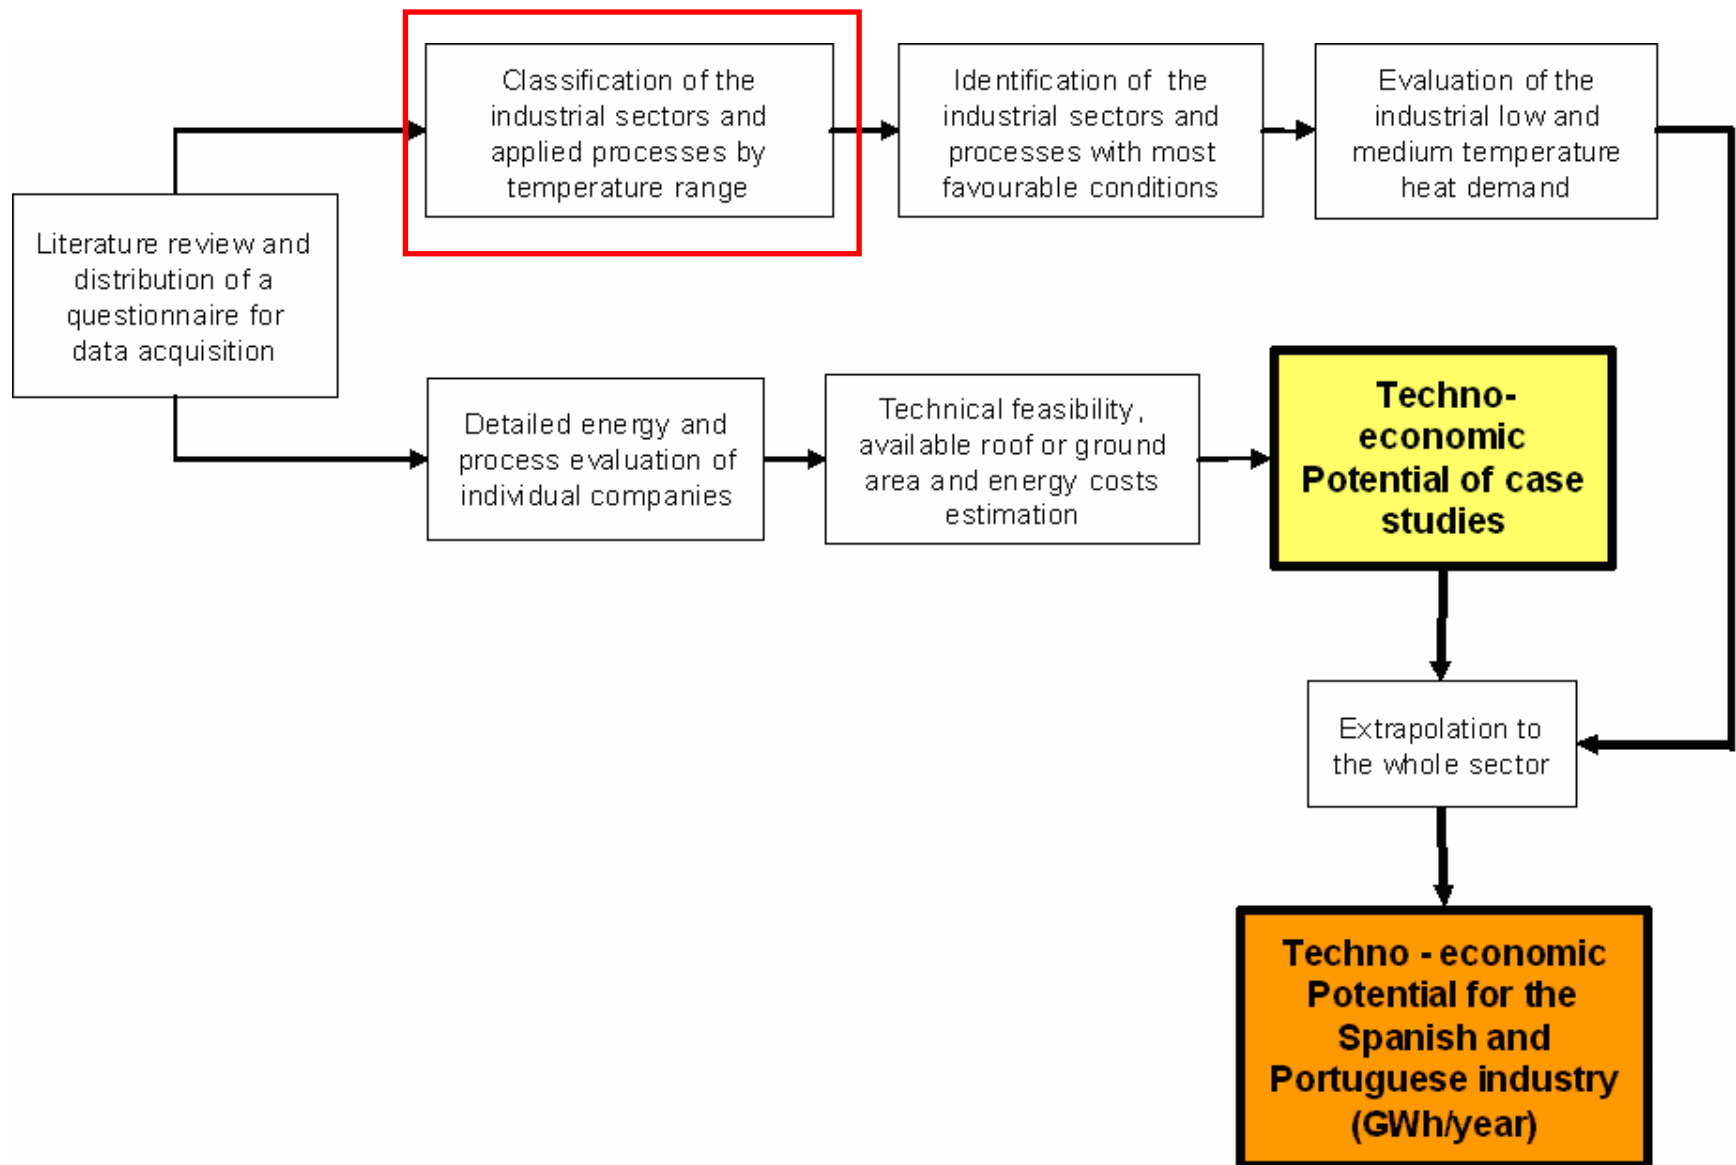 Classification of the
industrial sectors and
applied processes by
temperature range
Identification of the
industrial sectors and
processes with most
favourable conditions
Evaluation of the
industrial low and
medium temperature
heat demand
Literature review and
distribution of a
questionnaire for
data acquisition
Detailed energy and
process evaluation of
individual companies
Technical feasibility,
available roof or ground
area and energy costs
estimation
Techno-
economic
Potential of case
studies
Extrapolation to
the whole sector
Techno - economic
Potential for the
Spanish and
Portuguese industry
(GWh/year)